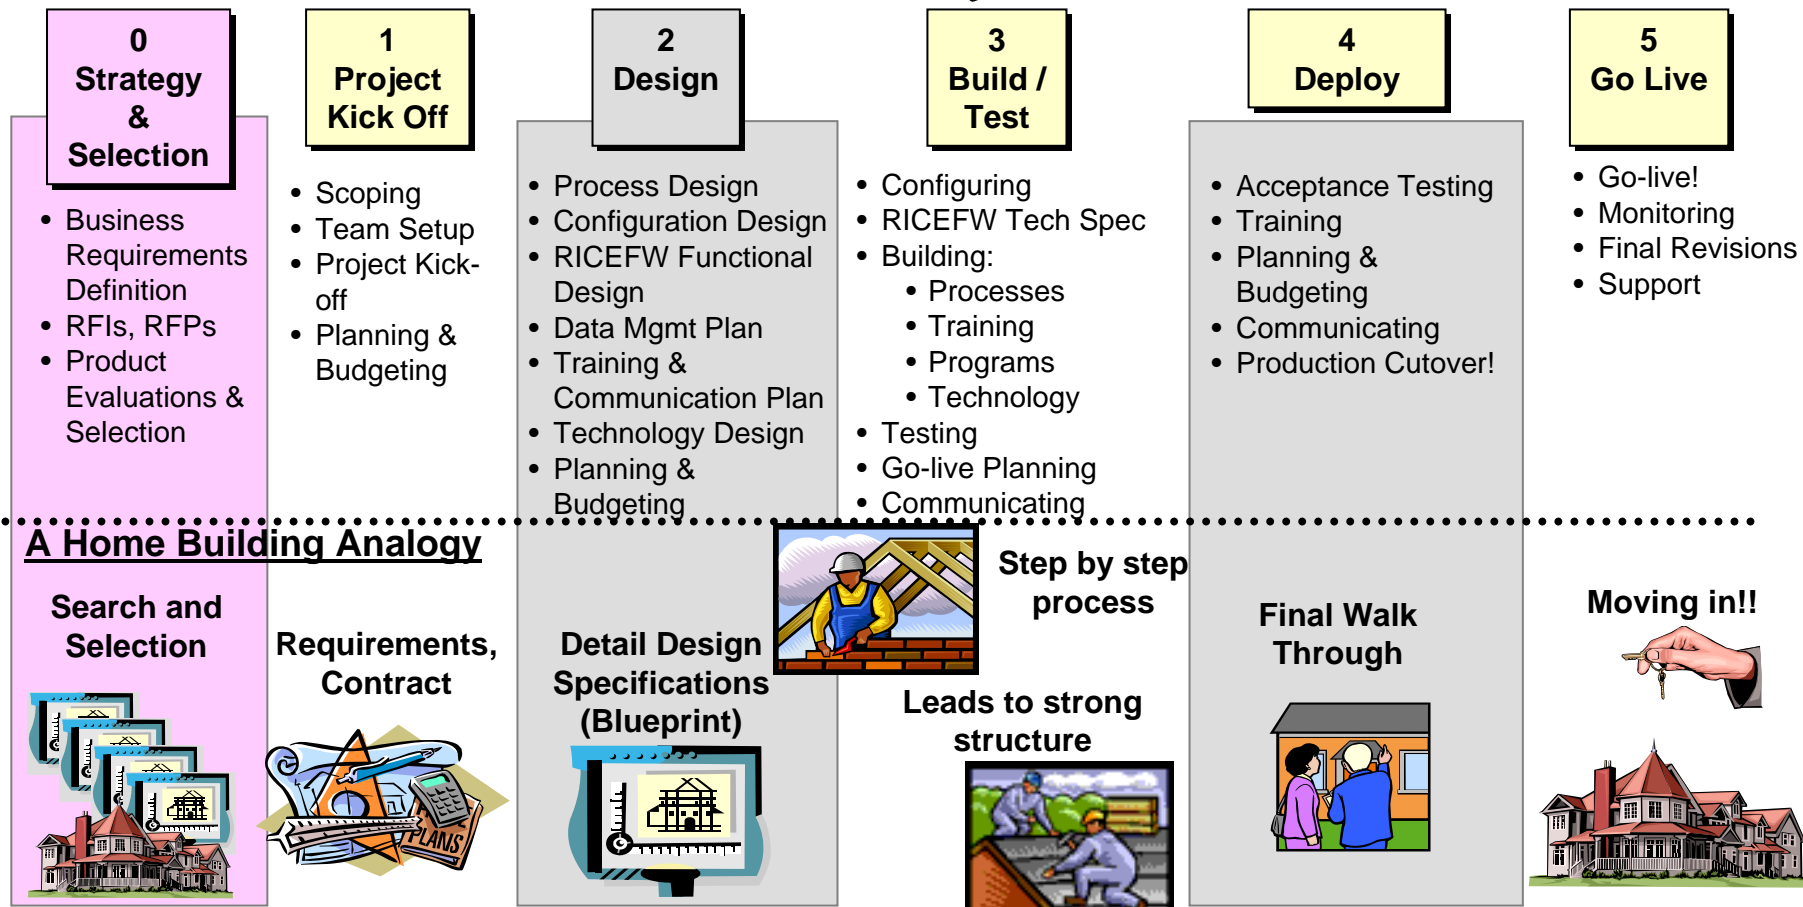 0
Strategy
&
Selection
• Business
Requirements
Definition
• RFIs, RFPs
• Product
Evaluations &
Selection
1
Project
Kick Off
• Scoping
• Team Setup
• Project Kick-
off
• Planning &
Budgeting
2
Design
• Process Design
• Configuration Design
• RICEFW Functional
Design
• Data Mgmt Plan
• Training &
Communication Plan
• Technology Design
• Planning &
Budgeting
3
Build /
Test
• Configuring
• RICEFW Tech Spec
• Building:
• Processes
• Training
• Programs
• Technology
• Testing
• Go-live Planning
• Communicating
4
Deploy
• Acceptance Testing
• Training
• Planning &
Budgeting
• Communicating
• Production Cutover!
5
Go Live
• Go-live!
• Monitoring
• Final Revisions
• Support
A Home Building Analogy
Search and
Selection
Requirements,
Contract
PLANS
Detail Design
Specifications
(Blueprint)
Step by step
process
Leads to strong
structure
Final Walk
Through
Moving in!!